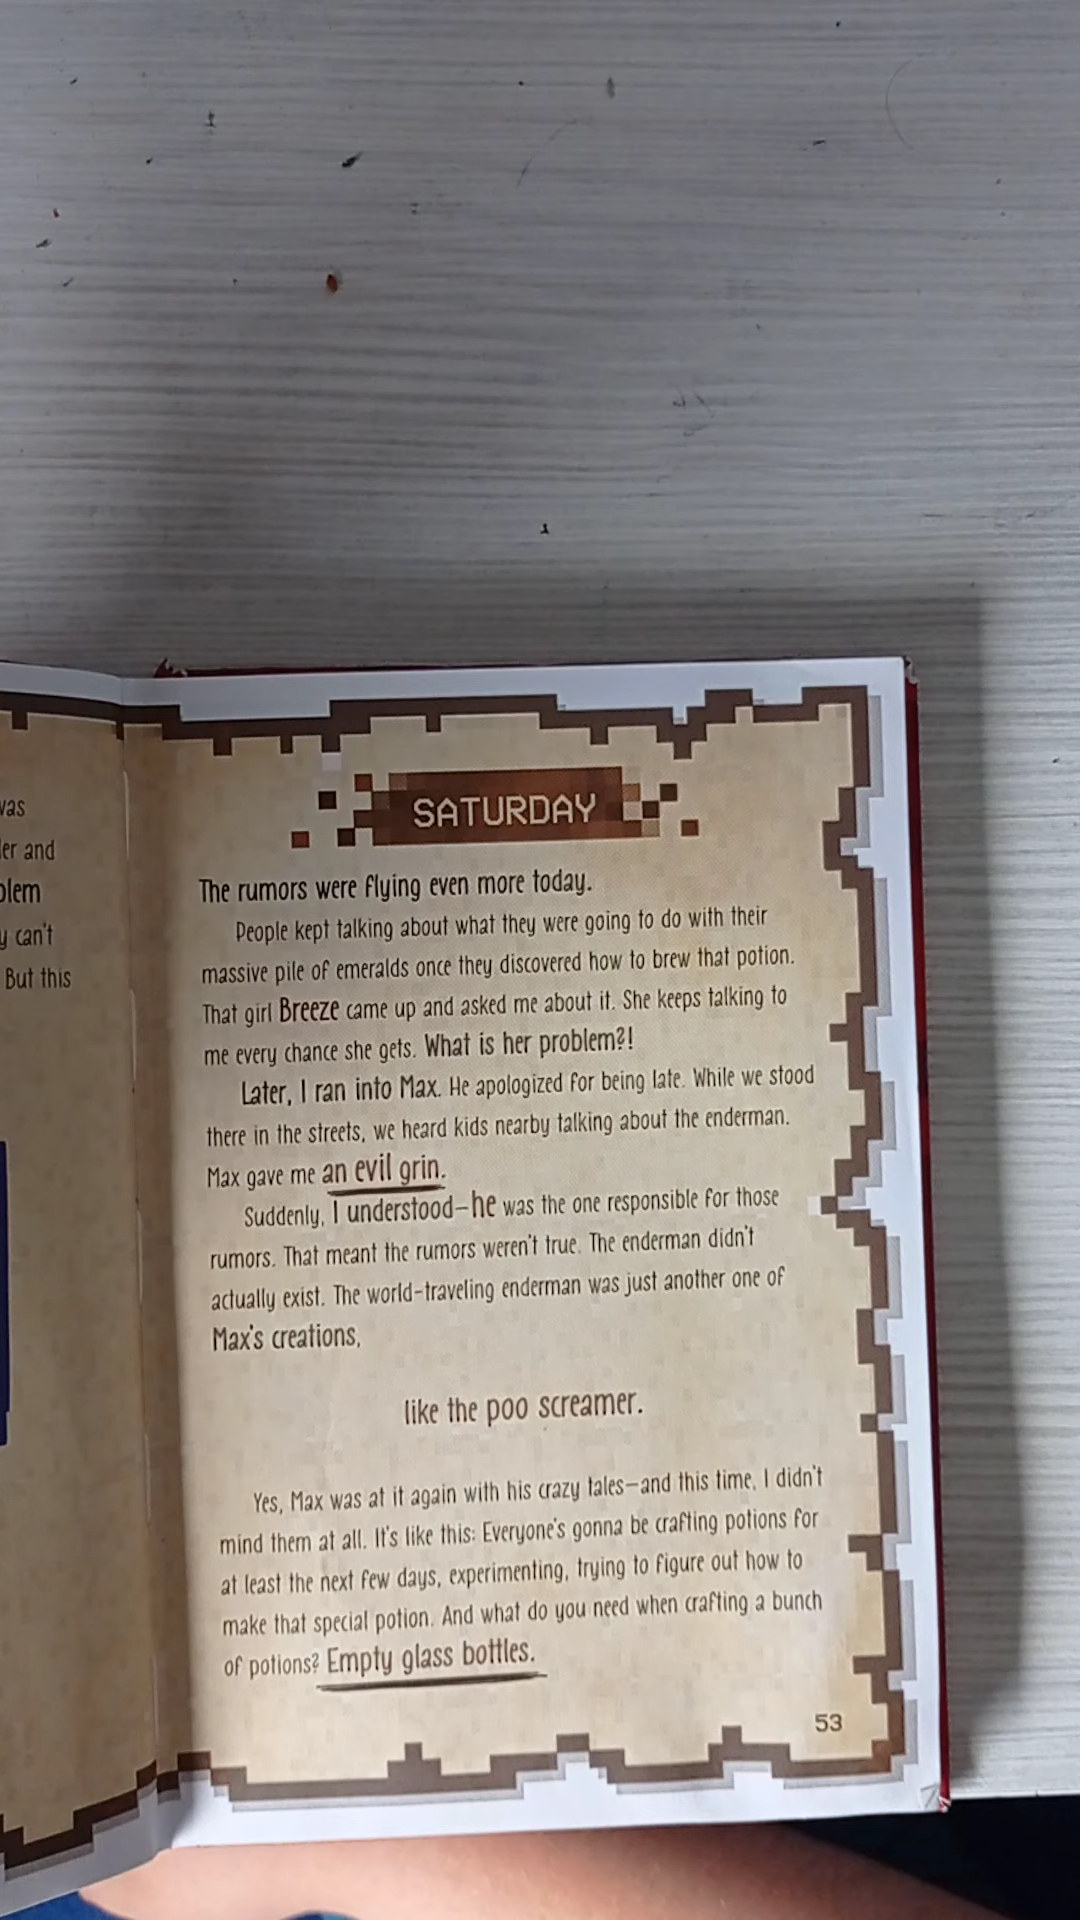 vas
er and
blem
y can't
But this
SATURDAY
The rumors were flying even more today.
People kept talking about what they were going to do with their
massive pile of emeralds once they discovered how to brew that potion.
That girl Breeze came up and asked me about it. She keeps talking to
me every chance she gets. What is her problem?!
Later, I ran into Max. He apologized for being late. While we stood
there in the streets, we heard kids nearby talking about the enderman.
Max gave me an evil grin.
Suddenly, I understood—he was the one responsible for those
rumors. That meant the rumors weren't true. The enderman didn't
actually exist. The world-traveling enderman was just another one of
Max's creations,
like the poo screamer.
Yes, Max was at it again with his crazy tales—and this time, I didn't
mind them at all. It's like this: Everyone's gonna be crafting potions for
at least the next few days, experimenting, trying to figure out how to
make that special potion. And what do you need when crafting a bunch
of potions? Empty glass bottles.
53